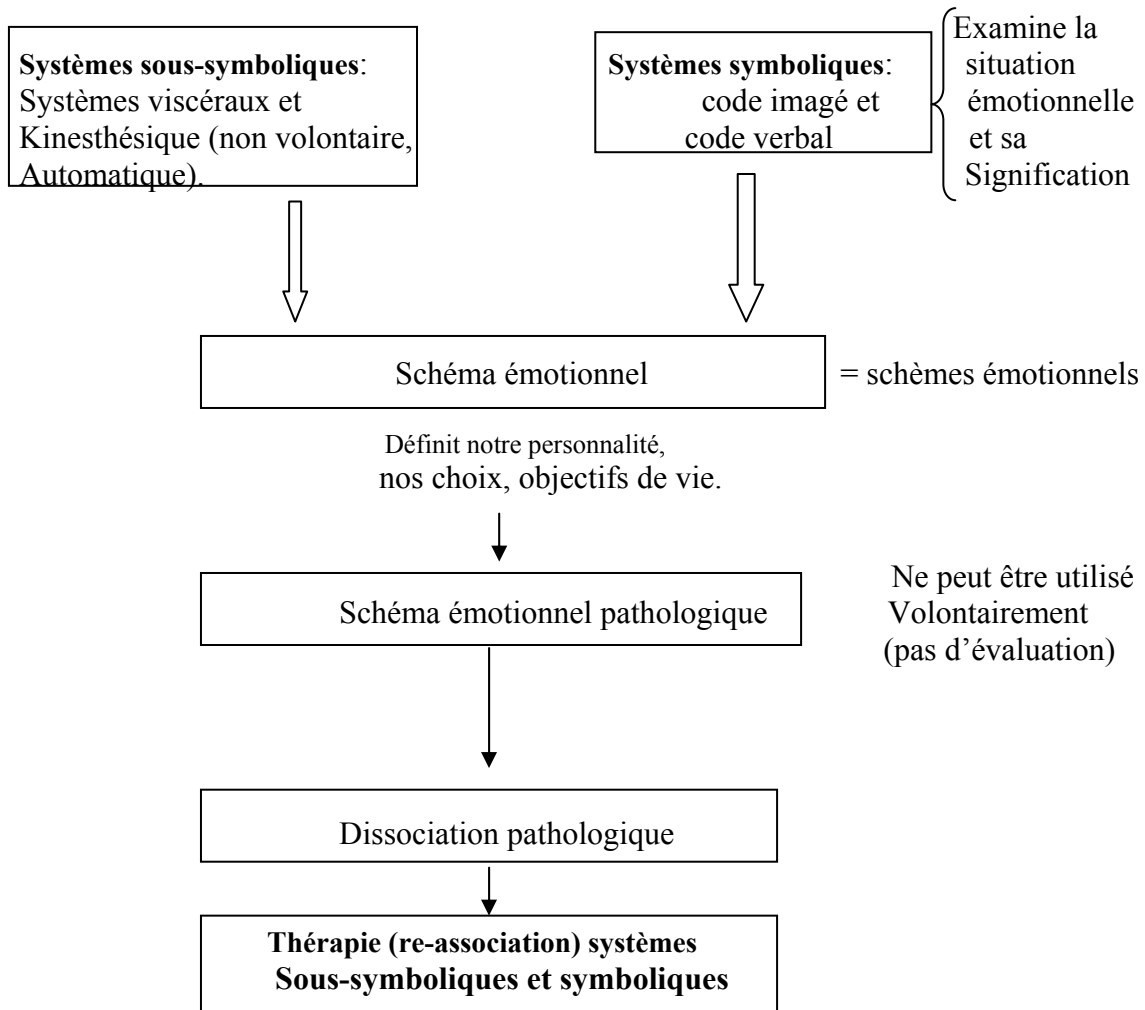 Systèmes sous-symboliques:
Systèmes viscéraux et
Kinesthésique (non volontaire,
Automatique).
Systèmes symboliques:
code imagé et
code verbal
Examine la
situation
émotionnelle
et sa
Signification
Schéma émotionnel
= schèmes émotionnels
Définit notre personnalité,
nos choix, objectifs de vie.
Schéma émotionnel pathologique
Ne peut être utilisé
Volontairement
(pas d’évaluation)
Dissociation pathologique
Thérapie (re-association) systèmes
Sous-symboliques et symboliques